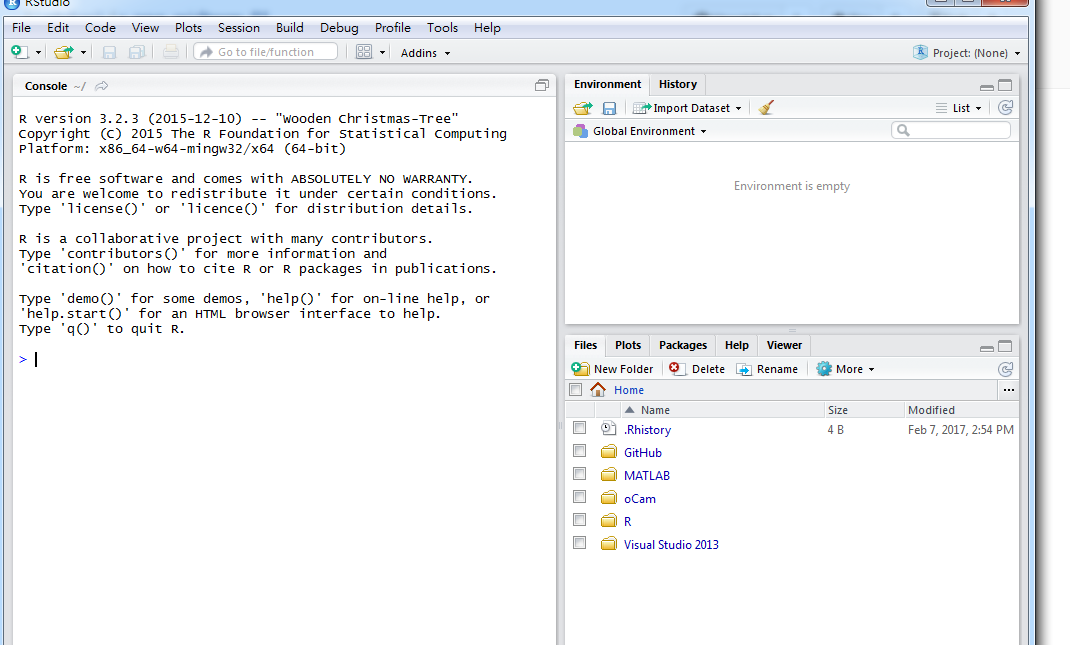 RStudio
File Edit Code View Plots Session Build Debug Profile Tools Help
Go to file/function Addins Project: (None)
Console ~/
R version 3.2.3 (2015-12-10) -- "Wooden Christmas-Tree"
Copyright (C) 2015 The R Foundation for Statistical Computing
Platform: x86_64-w64-mingw32/x64 (64-bit)
R is free software and comes with ABSOLUTELY NO WARRANTY.
You are welcome to redistribute it under certain conditions.
Type 'license()' or 'licence()' for distribution details.
R is a collaborative project with many contributors.
Type 'contributors()' for more information and
'citation()' on how to cite R or R packages in publications.
Type 'demo()' for some demos, 'help()' for on-line help, or
'help.start()' for an HTML browser interface to help.
Type 'q()' to quit R.
>
Environment History
Import Dataset List
Global Environment
Environment is empty
Files Plots Packages Help Viewer
New Folder Delete Rename More
Home ...
Name Size Modified
.Rhistory 4 B Feb 7, 2017, 2:54 PM
GitHub
MATLAB
oCam
R
Visual Studio 2013